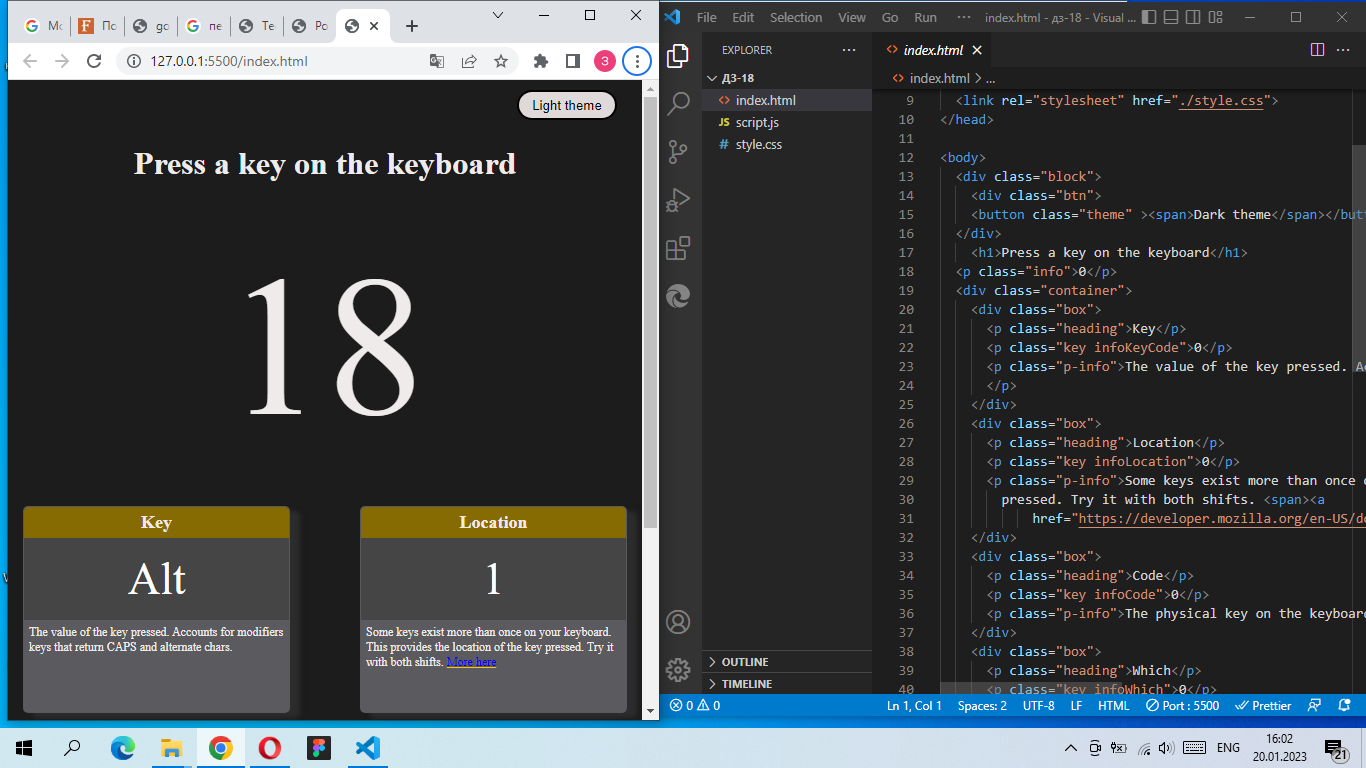 Мо
По
go
пе
Те
Ро
127.0.0.1:5500/index.html
3
Light theme
Press a key on the keyboard
18
Key
Alt
The value of the key pressed. Accounts for modifiers
keys that return CAPS and alternate chars.
Location
1
Some keys exist more than once on your keyboard.
This provides the location of the key pressed. Try it
with both shifts. More here
File Edit Selection View Go Run ··· index.html - дз-18 - Visual ...
EXPLORER
ДЗ-18
index.html
JS script.js
# style.css
OUTLINE
TIMELINE
index.html
index.html > ...
9 <link rel="stylesheet" href="./style.css">
10 </head>
11
12 <body>
13 <div class="block">
14 <div class="btn">
15 <button class="theme" ><span>Dark theme</span></but
16 </div>
17 <h1>Press a key on the keyboard</h1>
18 <p class="info">0</p>
19 <div class="container">
20 <div class="box">
21 <p class="heading">Key</p>
22 <p class="key infoKeyCode">0</p>
23 <p class="p-info">The value of the key pressed. Ac
24 </p>
25 </div>
26 <div class="box">
27 <p class="heading">Location</p>
28 <p class="key infoLocation">0</p>
29 <p class="p-info">Some keys exist more than once o
30 pressed. Try it with both shifts. <span><a
31 href="https://developer.mozilla.org/en-US/do
32 </div>
33 <div class="box">
34 <p class="heading">Code</p>
35 <p class="key infoCode">0</p>
36 <p class="p-info">The physical key on the keyboard
37 </div>
38 <div class="box">
39 <p class="heading">Which</p>
40 <p class="key infoWhich">0</p>
0 0 Ln 1, Col 1 Spaces: 2 UTF-8 LF HTML Port : 5500 Prettier
ENG
16:02
20.01.2023
21